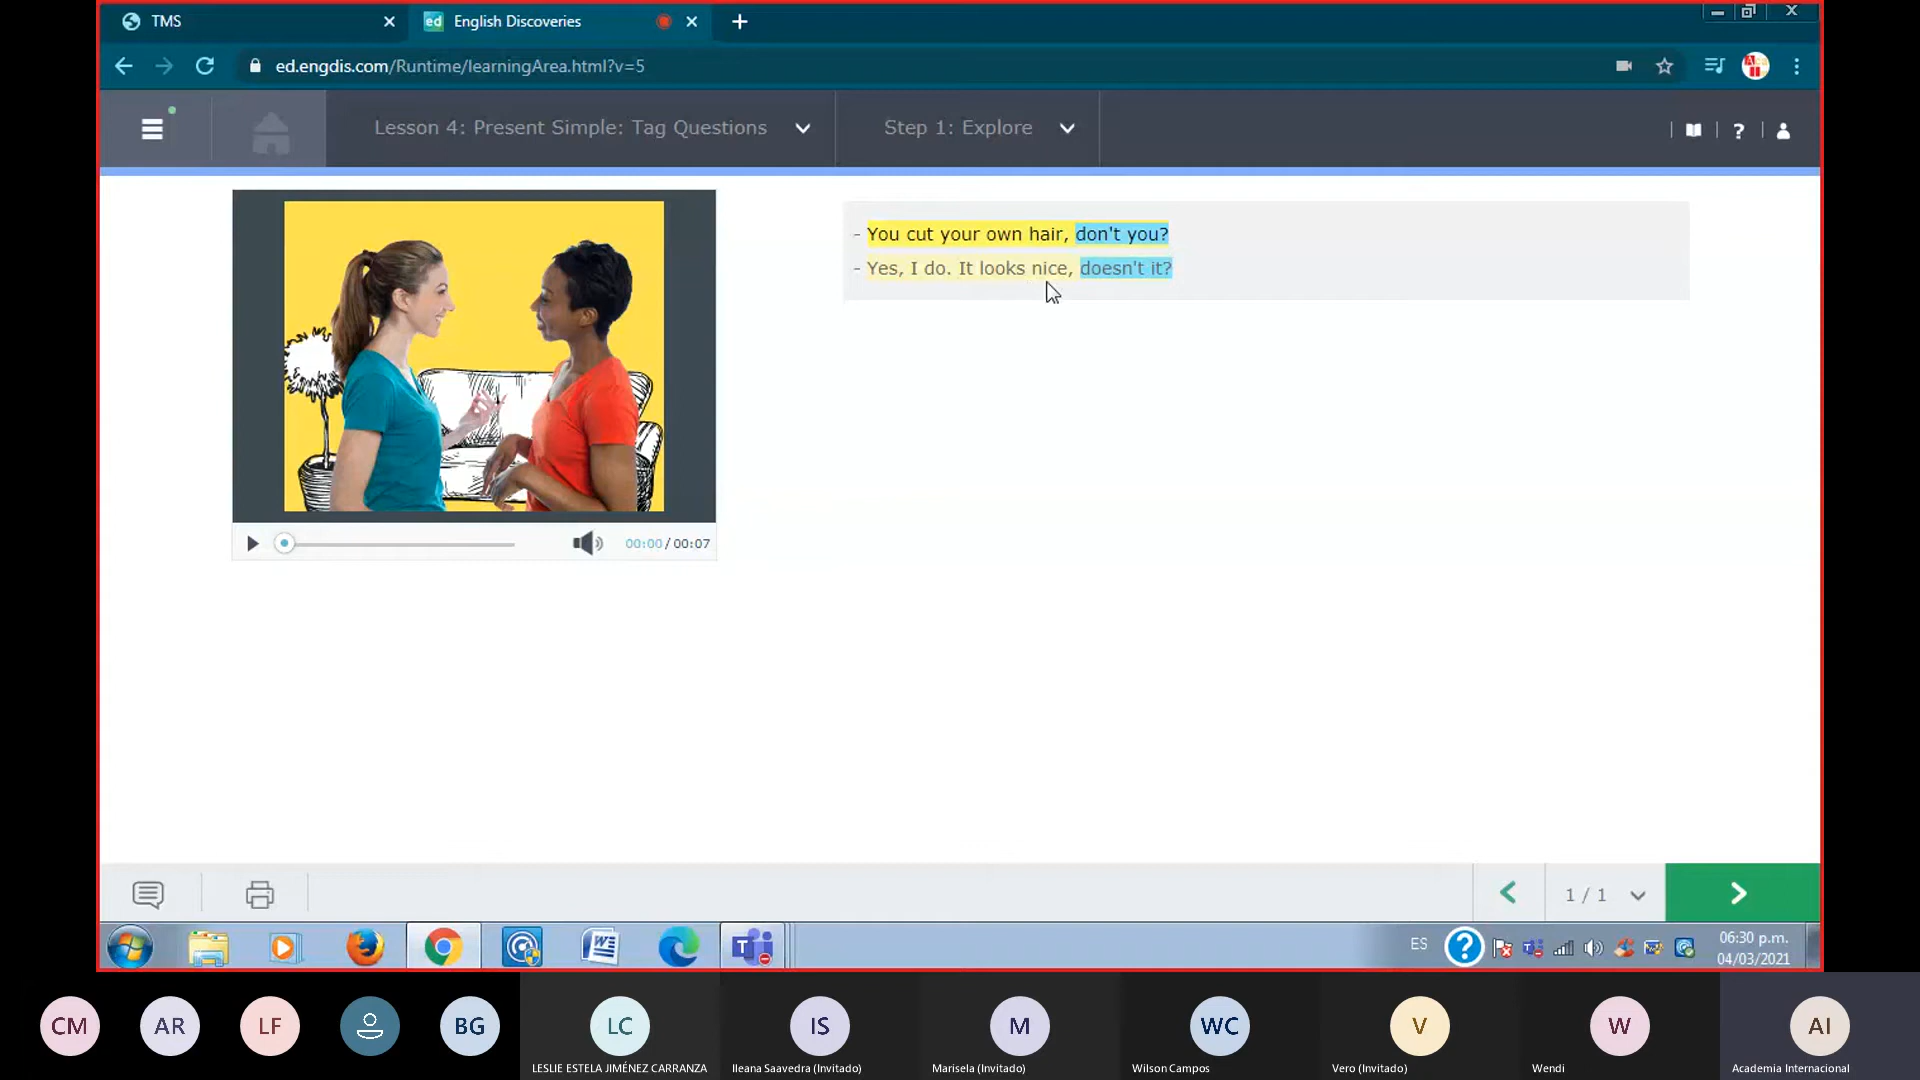 TMS
ed English Discoveries
ed.engdis.com/Runtime/learningArea.html?v=5
Lesson 4: Present Simple: Tag Questions
Step 1: Explore
?
- You cut your own hair, don't you?
- Yes, I do. It looks nice, doesn't it?
00:00 / 00:07
1 / 1
ES
?
06:30 p.m.
04/03/2021
CM
AR
LF
BG
LC
IS
M
WC
V
W
AI
LESLIE ESTELA JIMÉNEZ CARRANZA
Ileana Saavedra (Invitado)
Marisela (Invitado)
Wilson Campos
Vero (Invitado)
Wendi
Academia Internacional